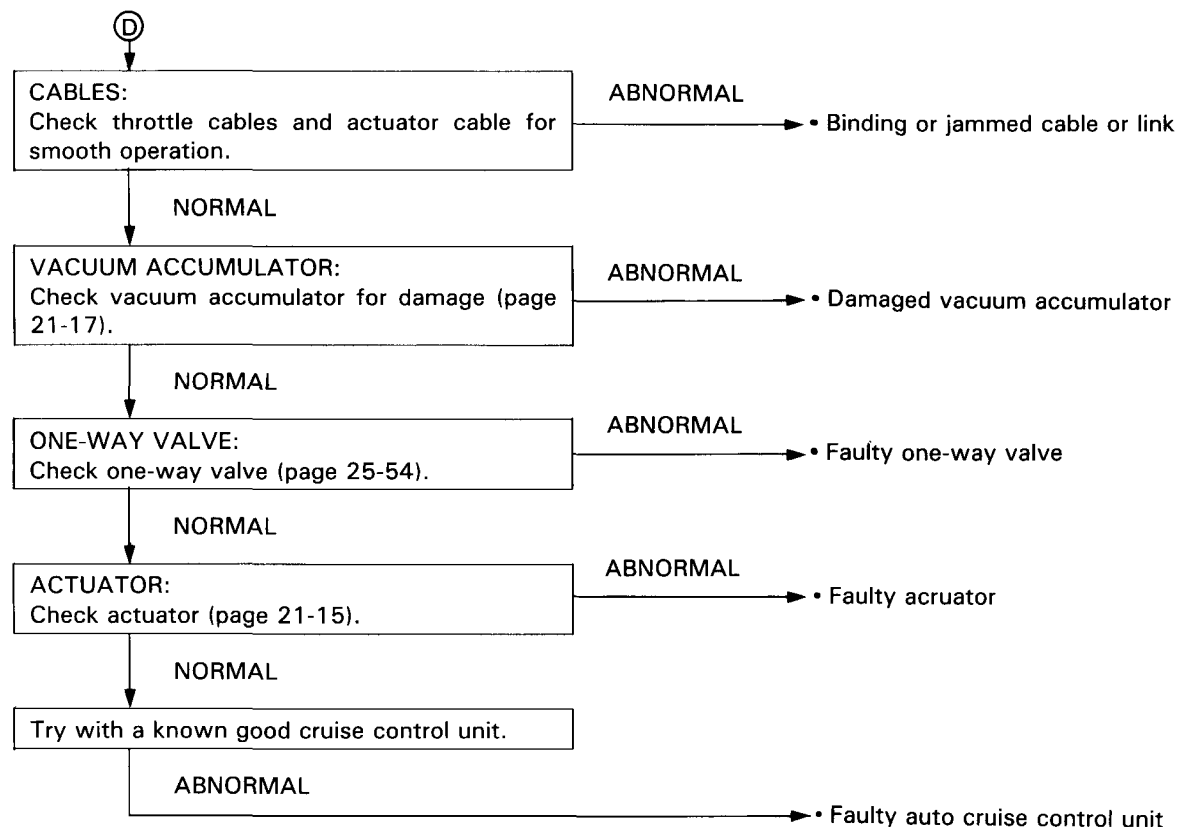 D
CABLES:
Check throttle cables and actuator cable for
smooth operation.
ABNORMAL
• Binding or jammed cable or link
NORMAL
VACUUM ACCUMULATOR:
Check vacuum accumulator for damage (page
21-17).
ABNORMAL
• Damaged vacuum accumulator
NORMAL
ONE-WAY VALVE:
Check one-way valve (page 25-54).
ABNORMAL
• Faulty one-way valve
NORMAL
ACTUATOR:
Check actuator (page 21-15).
ABNORMAL
• Faulty acruator
NORMAL
Try with a known good cruise control unit.
ABNORMAL
• Faulty auto cruise control unit